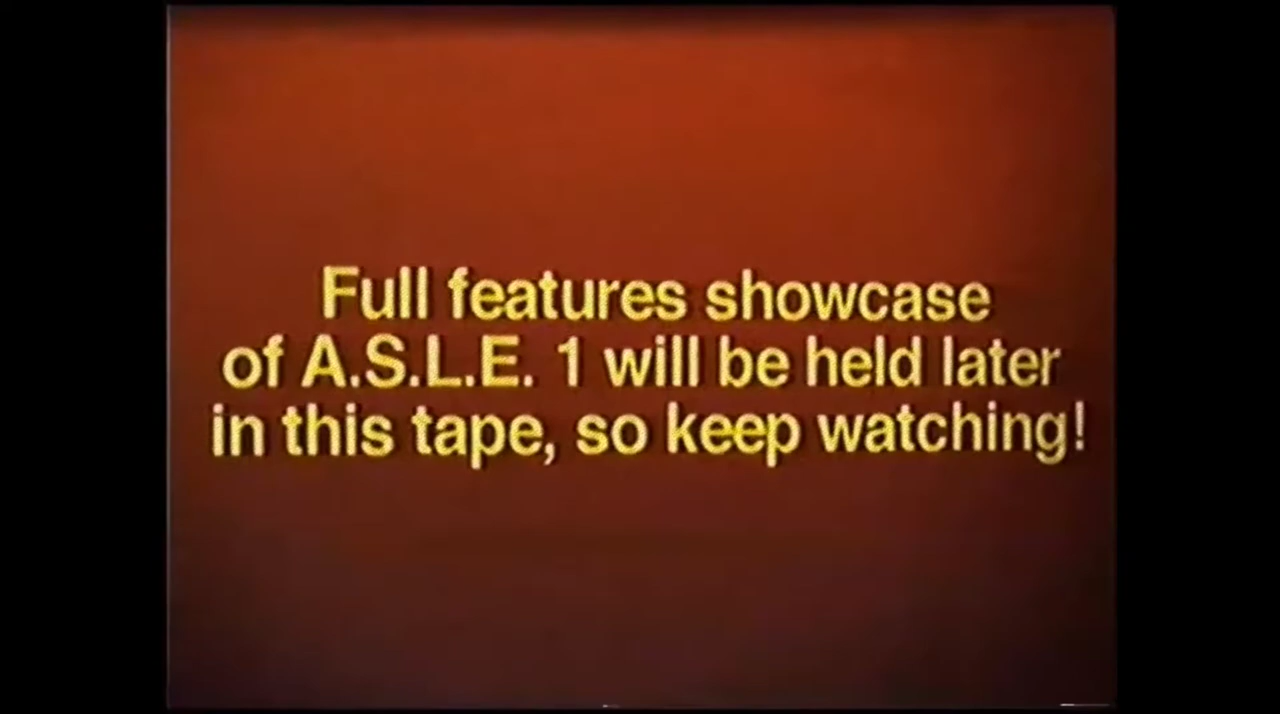 Full features showcase
of A.S.L.E. 1 will be held later
in this tape, so keep watching!